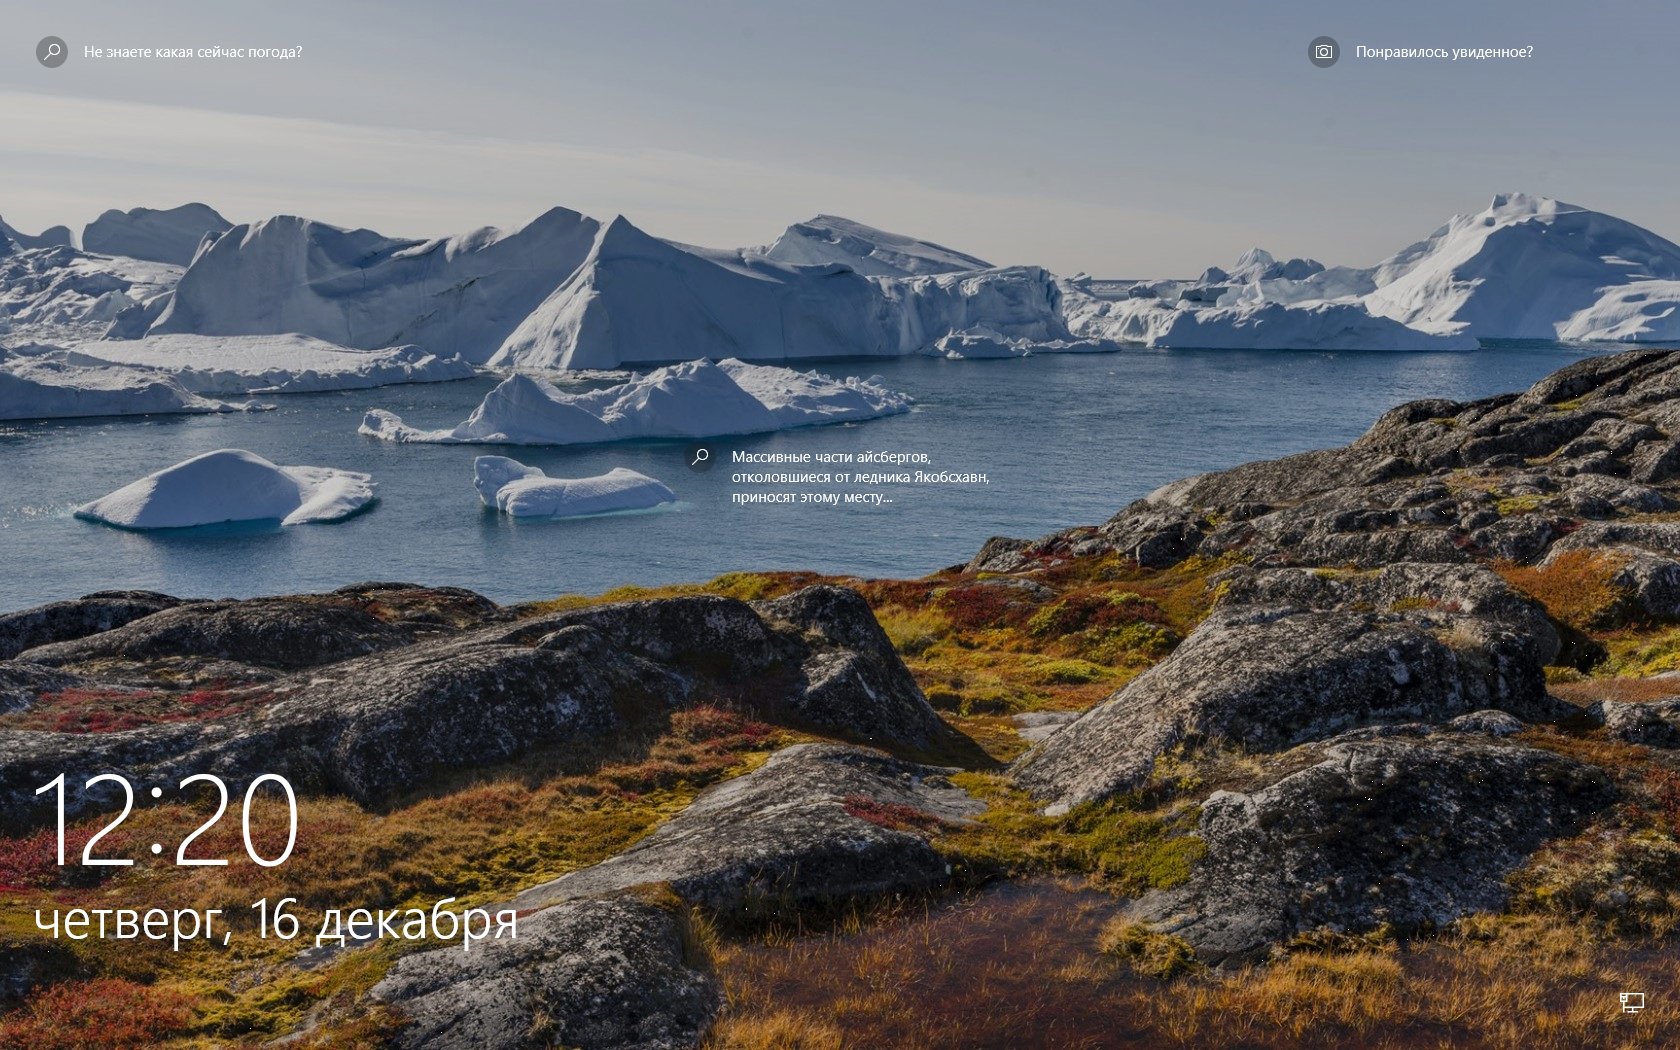 Не знаете какая сейчас погода?
Понравилось увиденное?
Массивные части айсбергов,
отколовшиеся от ледника Якобсхавн,
приносят этому месту...
12:20
четверг, 16 декабря